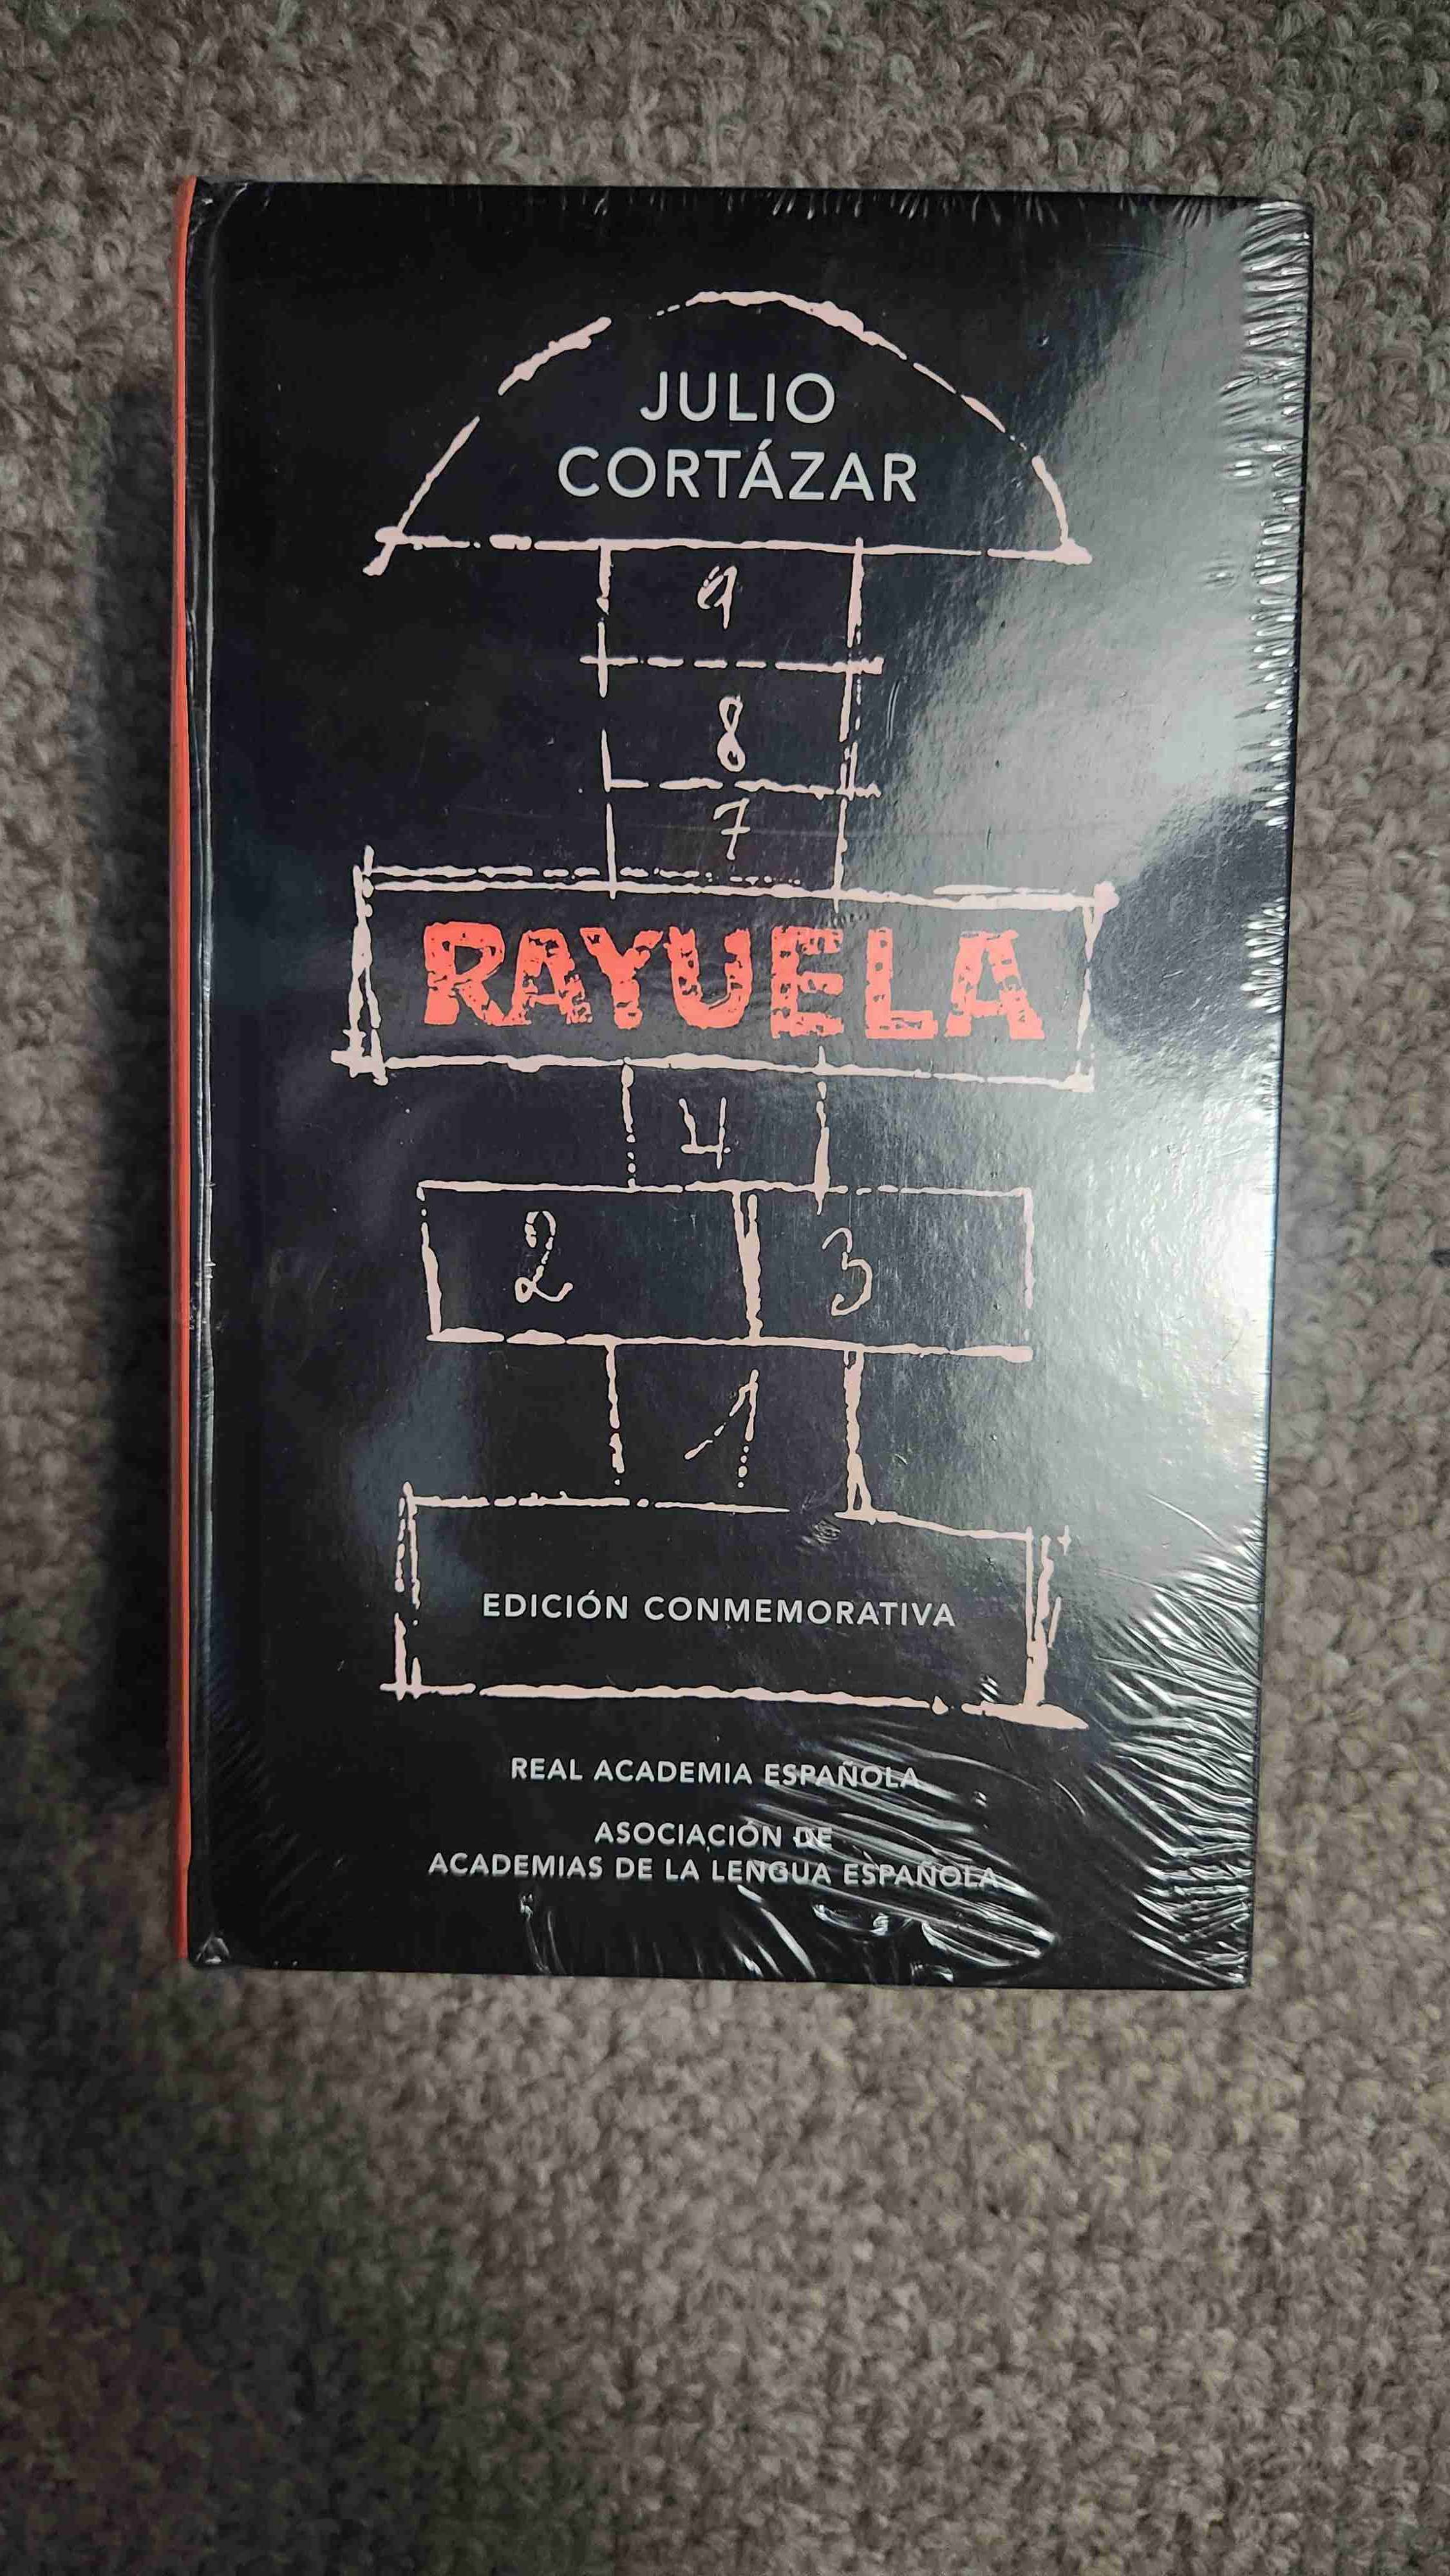 JULIO
CORTÁZAR
9
8
7
RAYUELA
4
2 3
1
EDICIÓN CONMEMORATIVA
REAL ACADEMIA ESPAÑOLA
ASOCIACIÓN DE
ACADEMIAS DE LA LENGUA ESPAÑOLA